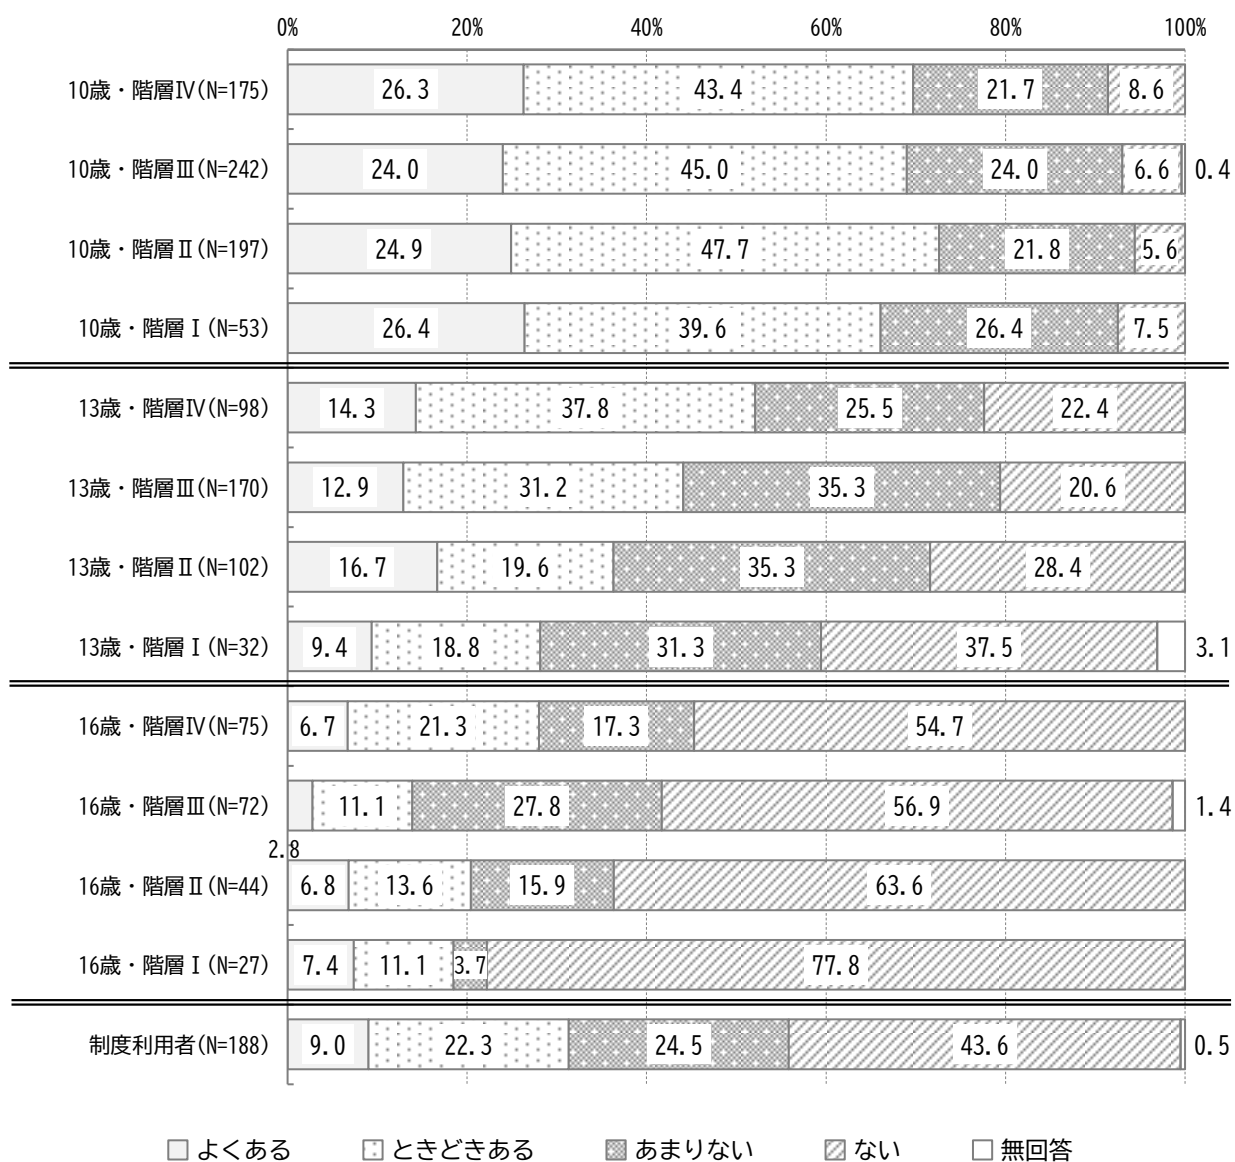 0% 20% 40% 60% 80% 100%
10歳・階層Ⅳ(N=175) 26.3 43.4 21.7 8.6
10歳・階層Ⅲ(N=242) 24.0 45.0 24.0 6.6 0.4
10歳・階層Ⅱ(N=197) 24.9 47.7 21.8 5.6
10歳・階層Ⅰ(N=53) 26.4 39.6 26.4 7.5
13歳・階層Ⅳ(N=98) 14.3 37.8 25.5 22.4
13歳・階層Ⅲ(N=170) 12.9 31.2 35.3 20.6
13歳・階層Ⅱ(N=102) 16.7 19.6 35.3 28.4
13歳・階層Ⅰ(N=32) 9.4 18.8 31.3 37.5 3.1
16歳・階層Ⅳ(N=75) 6.7 21.3 17.3 54.7
16歳・階層Ⅲ(N=72) 11.1 27.8 56.9 1.4
2.8
16歳・階層Ⅱ(N=44) 6.8 13.6 15.9 63.6
16歳・階層Ⅰ(N=27) 7.4 11.1 3.7 77.8
制度利用者(N=188) 9.0 22.3 24.5 43.6 0.5
よくある ときどきある あまりない ない 無回答